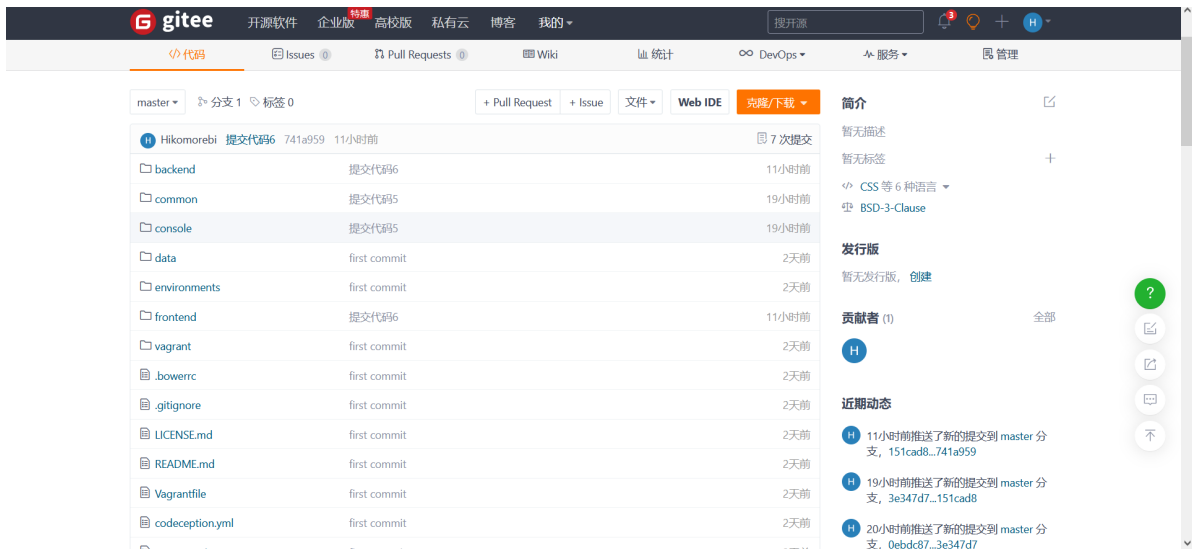 gitee 开源软件 企业版 特惠 高校版 私有云 博客 我的 搜开源 3 H
代码 Issues 0 Pull Requests 0 Wiki 统计 DevOps 服务 管理
master 分支 1 标签 0 + Pull Request + Issue 文件 Web IDE 克隆/下载
H Hikomorebi 提交代码6 741a959 11小时前 7 次提交
backend 提交代码6 11小时前
common 提交代码5 19小时前
console 提交代码5 19小时前
data first commit 2天前
environments first commit 2天前
frontend 提交代码6 11小时前
vagrant first commit 2天前
.bowerrc first commit 2天前
.gitignore first commit 2天前
LICENSE.md first commit 2天前
README.md first commit 2天前
Vagrantfile first commit 2天前
codeception.yml first commit 2天前
简介
暂无描述
暂无标签
CSS 等 6 种语言
BSD-3-Clause
发行版
暂无发行版，创建
贡献者 (1) 全部
H
近期动态
H 11小时前推送了新的提交到 master 分
支，151cad8...741a959
H 19小时前推送了新的提交到 master 分
支，3e347d7...151cad8
H 20小时前推送了新的提交到 master 分
支，0ebdc87...3e347d7
?